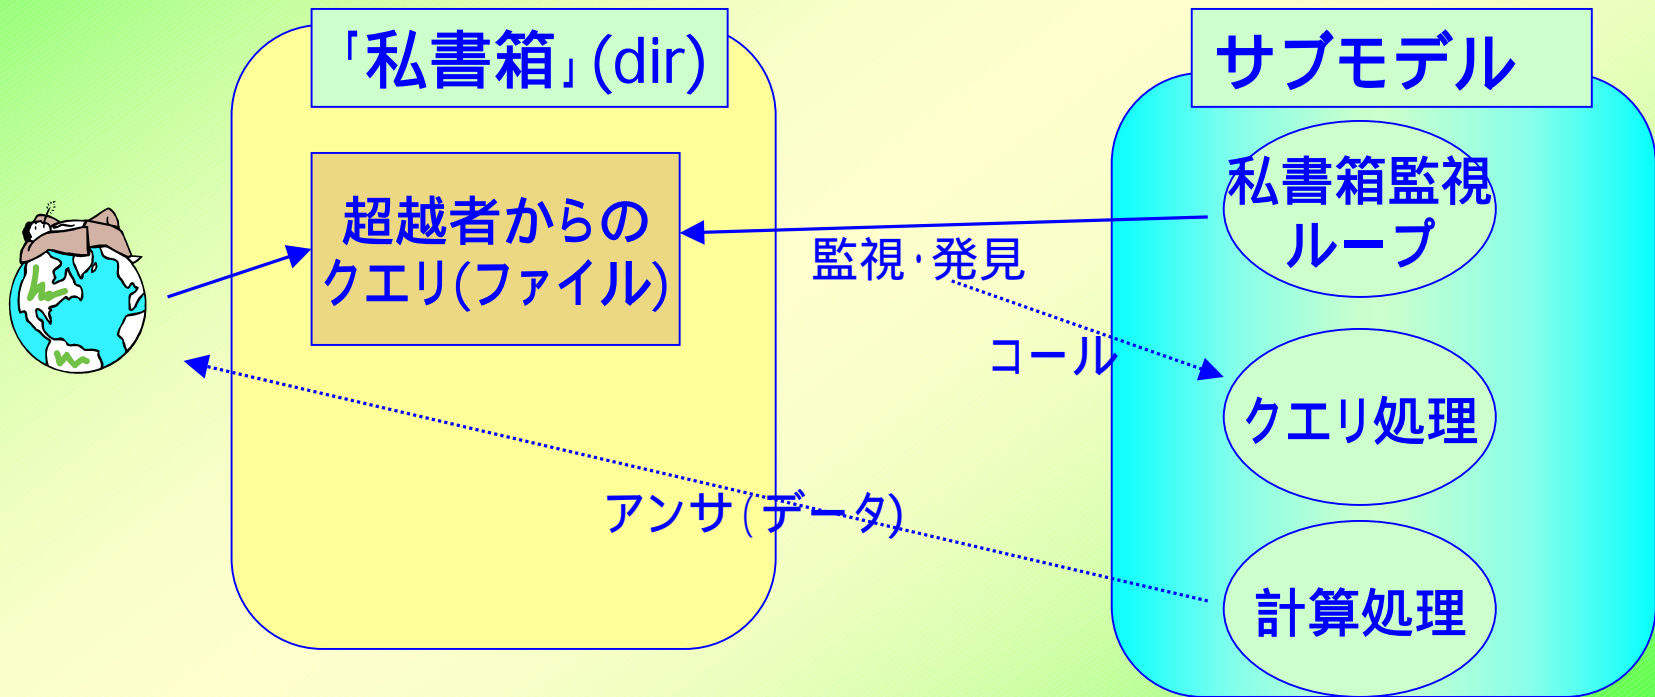 「私書箱」(dir)
サブモデル
超越者からの
クエリ(ファイル)
私書箱監視
ループ
監視・発見
コール
クエリ処理
アンサ(データ)
計算処理